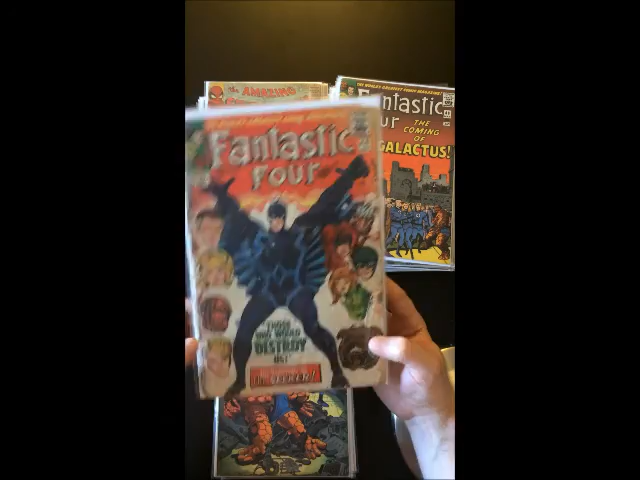 the AMAZING
THE WORLD'S GREATEST COMIC MAGAZINE!
Fantastic
Four
THE
COMING
OF
GALACTUS!
Fantastic
Four
"THOSE
WHO WOULD
DESTROY
US!"